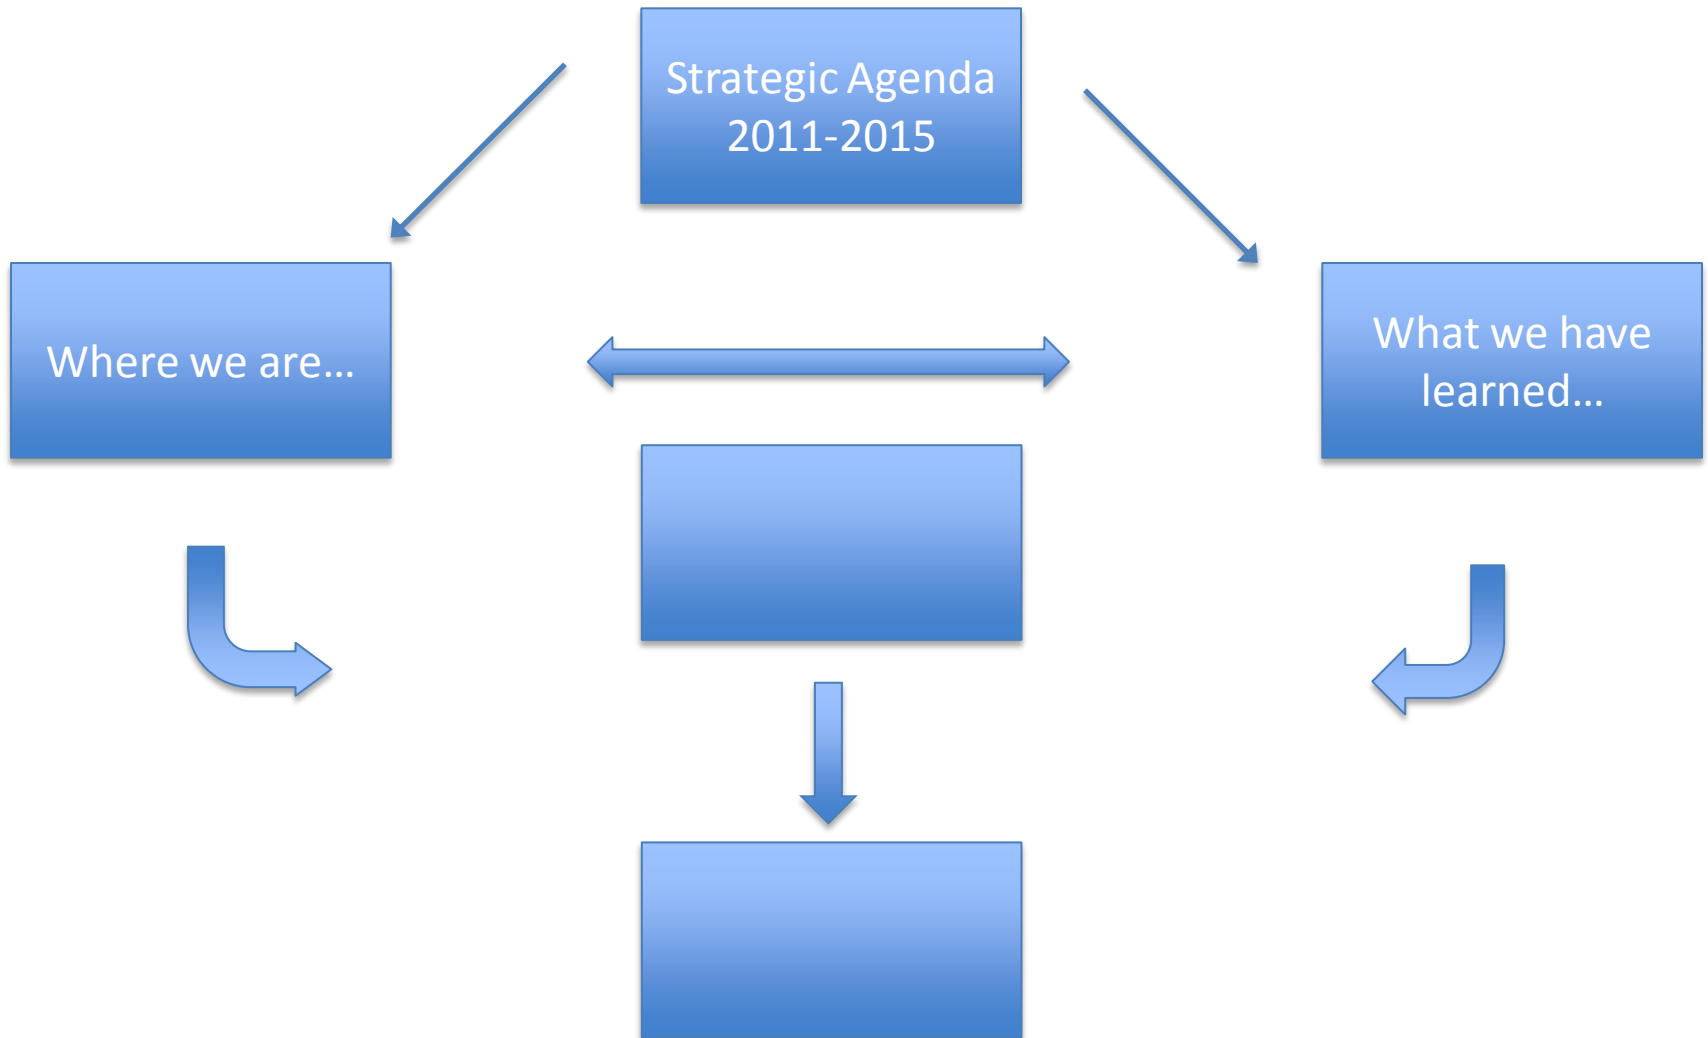 Strategic Agenda
2011-2015
Where we are...
What we have
learned...